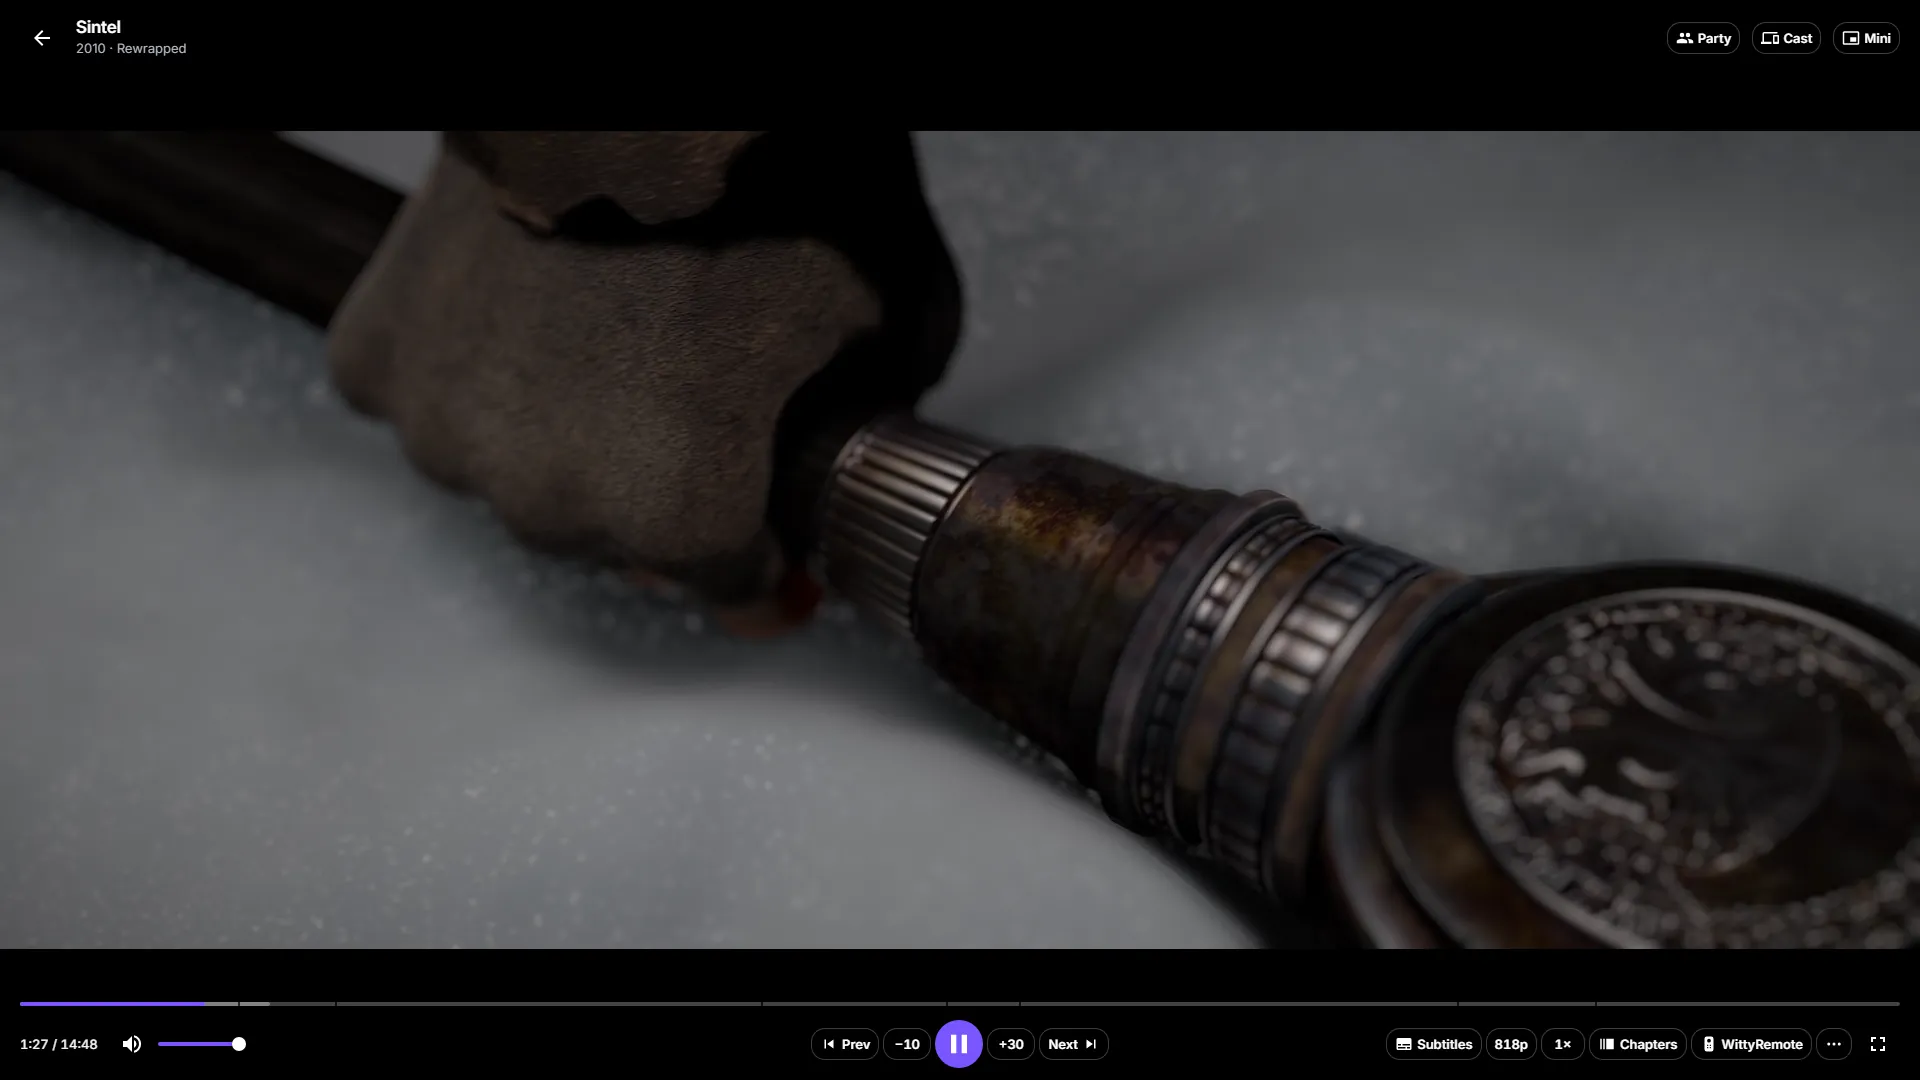 Sintel
2010 · Rewrapped
Party
Cast
Mini
1:27 / 14:48
Prev
−10
+30
Next
Subtitles
818p
1×
Chapters
WittyRemote